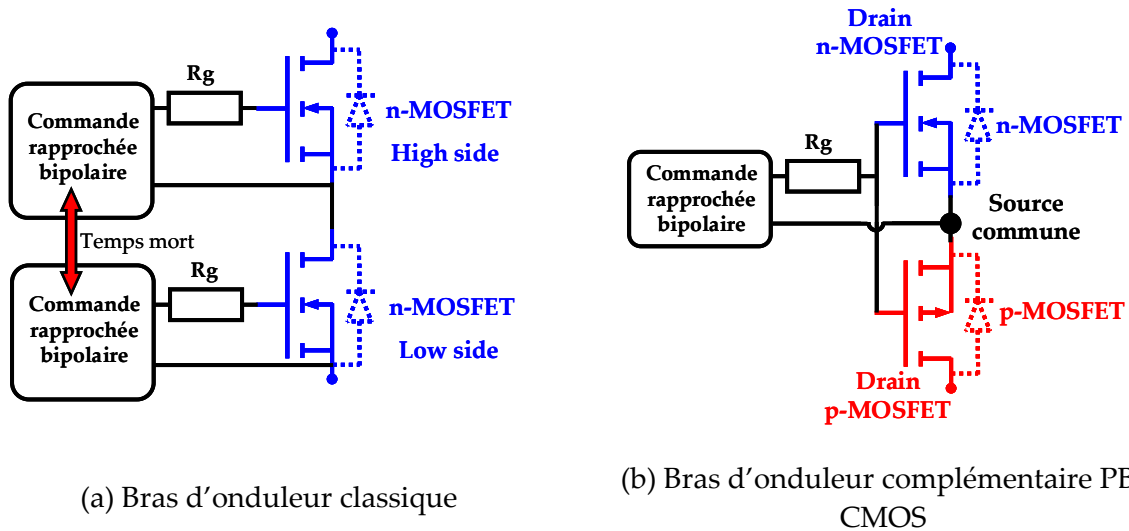 Commande
rapprochée
bipolaire
Rg
n-MOSFET
High side
Temps mort
Commande
rapprochée
bipolaire
Rg
n-MOSFET
Low side
(a) Bras d'onduleur classique
Drain
n-MOSFET
n-MOSFET
Commande
rapprochée
bipolaire
Rg
Source
commune
p-MOSFET
Drain
p-MOSFET
(b) Bras d'onduleur complémentaire PB
CMOS